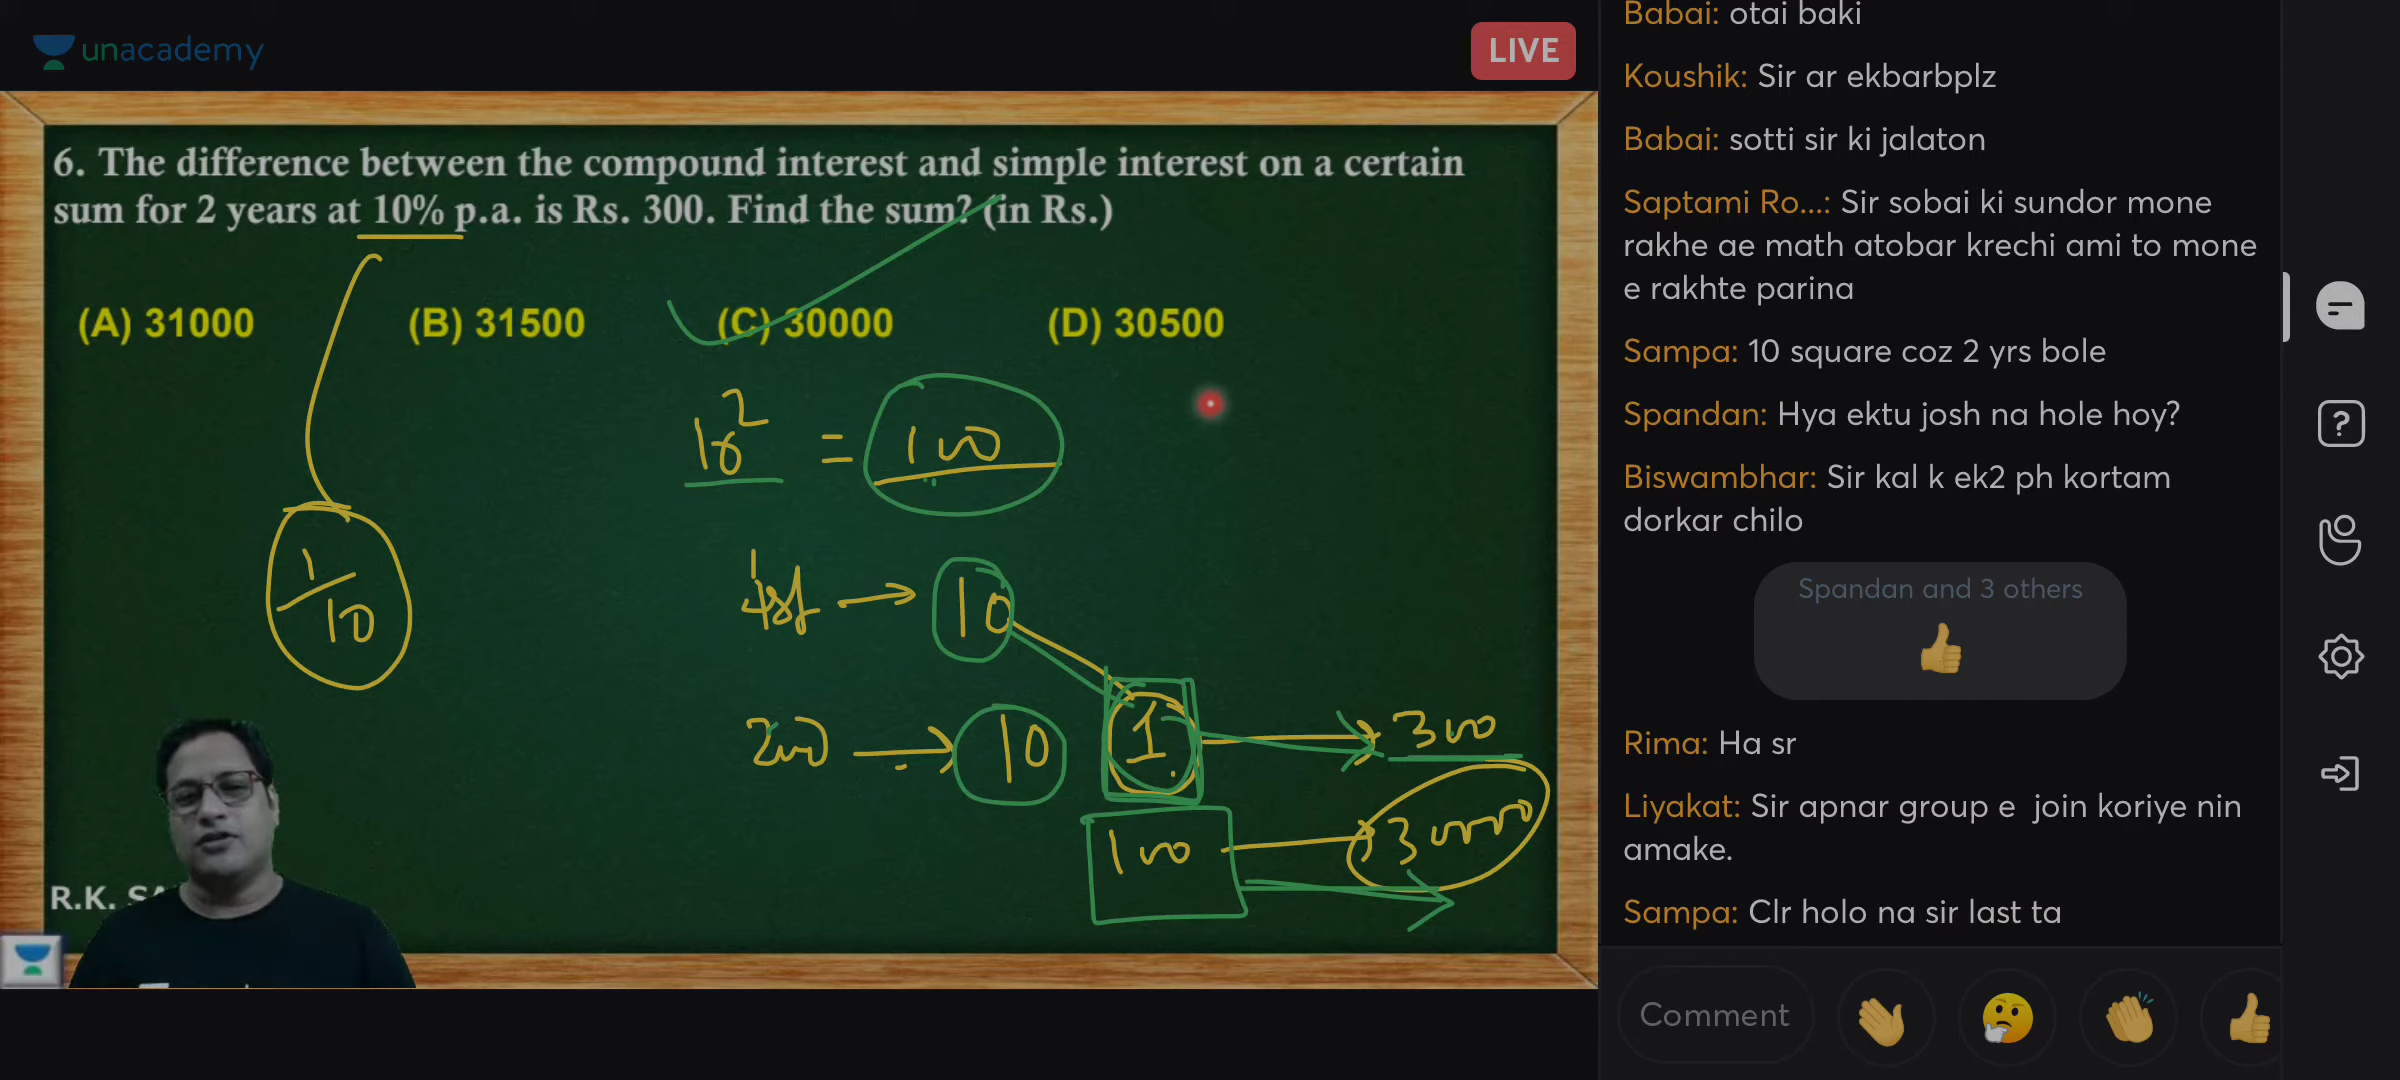 unacademy
LIVE
6. The difference between the compound interest and simple interest on a certain
sum for 2 years at 10% p.a. is Rs. 300. Find the sum? (in Rs.)
(A) 31000 (B) 31500 (C) 30000 (D) 30500
10² = 100
1/10
1st → 10
2nd → 10 1 → 300
100 → 30000
R.K. SA
Babai: otai baki
Koushik: Sir ar ekbarbplz
Babai: sotti sir ki jalaton
Saptami Ro...: Sir sobai ki sundor mone
rakhe ae math atobar krechi ami to mone
e rakhte parina
Sampa: 10 square coz 2 yrs bole
Spandan: Hya ektu josh na hole hoy?
Biswambhar: Sir kal k ek2 ph kortam
dorkar chilo
Spandan and 3 others
Rima: Ha sr
Liyakat: Sir apnar group e join koriye nin
amake.
Sampa: Clr holo na sir last ta
Comment